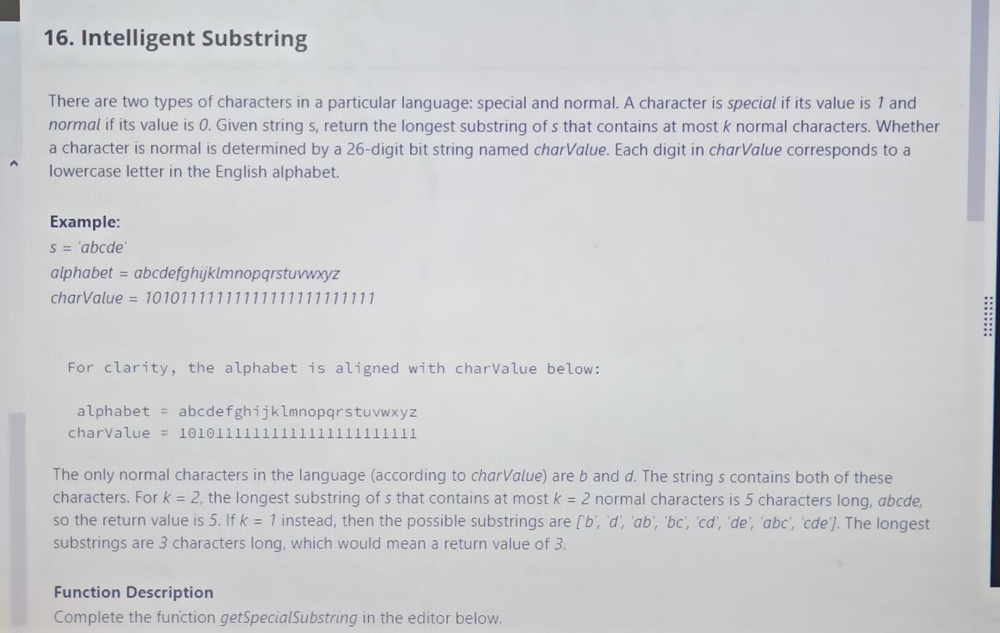 16. Intelligent Substring
There are two types of characters in a particular language: special and normal. A character is special if its value is 1 and
normal if its value is 0. Given string s, return the longest substring of s that contains at most k normal characters. Whether
a character is normal is determined by a 26-digit bit string named charValue. Each digit in charValue corresponds to a
lowercase letter in the English alphabet.
Example:
s = 'abcde'
alphabet = abcdefghijklmnopqrstuvwxyz
charValue = 10101111111111111111111111
For clarity, the alphabet is aligned with charValue below:
alphabet = abcdefghijklmnopqrstuvwxyz
charValue = 10101111111111111111111111
The only normal characters in the language (according to charValue) are b and d. The string s contains both of these
characters. For k = 2, the longest substring of s that contains at most k = 2 normal characters is 5 characters long, abcde,
so the return value is 5. If k = 1 instead, then the possible substrings are ['b', 'd', 'ab', 'bc', 'cd', 'de', 'abc', 'cde']. The longest
substrings are 3 characters long, which would mean a return value of 3.
Function Description
Complete the function getSpecialSubstring in the editor below.